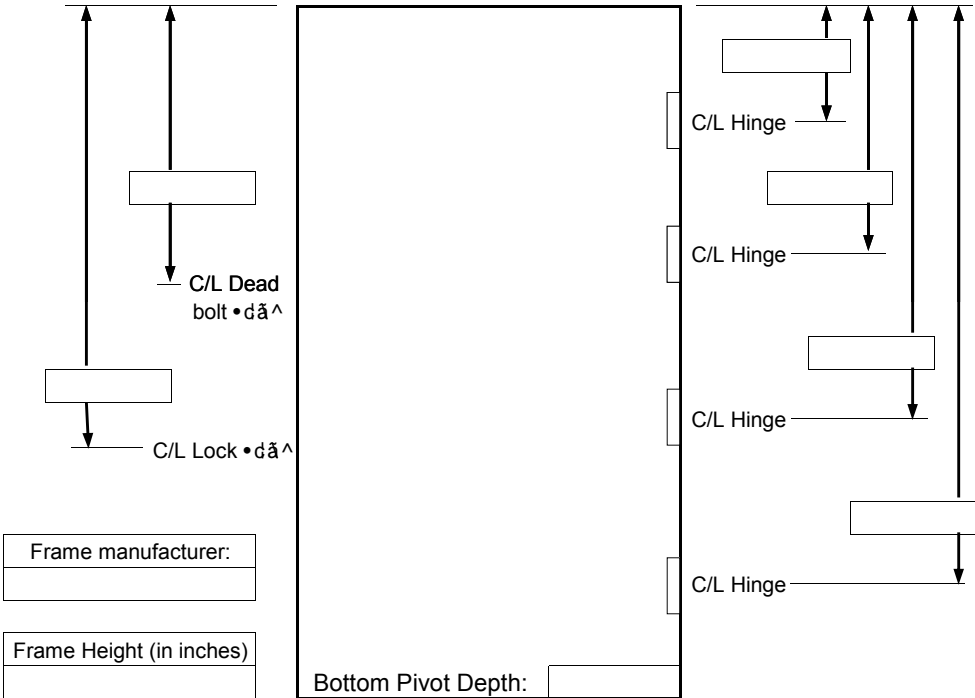 C/L Hinge
C/L Hinge
C/L Dead
bolt
C/L Hinge
C/L Lock
Frame manufacturer:
C/L Hinge
Frame Height (in inches)
Bottom Pivot Depth: